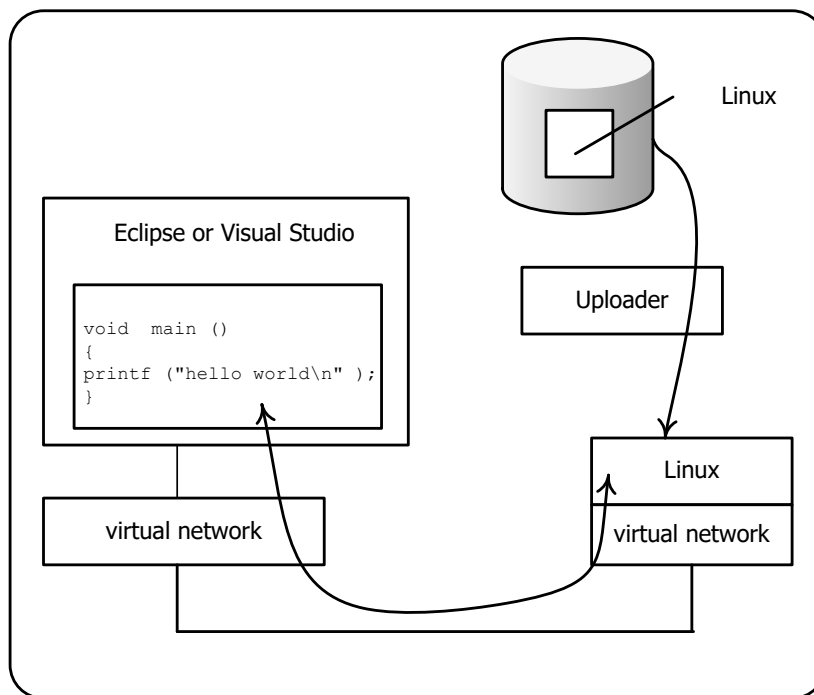 Linux
Eclipse or Visual Studio
void  main ()
{
printf ("hello world\n" );
}
Uploader
Linux
virtual network
virtual network